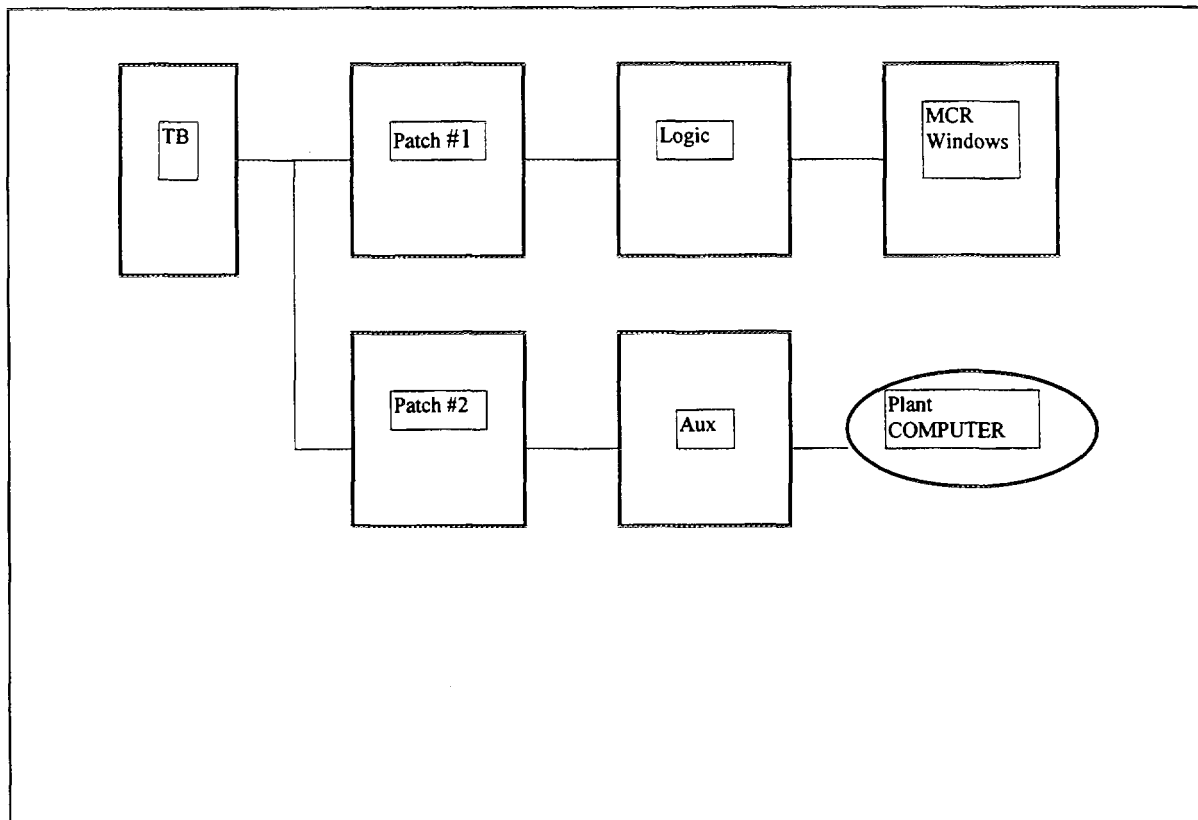 TB
Patch #1
Logic
MCR
Windows
Patch #2
Aux
Plant
COMPUTER